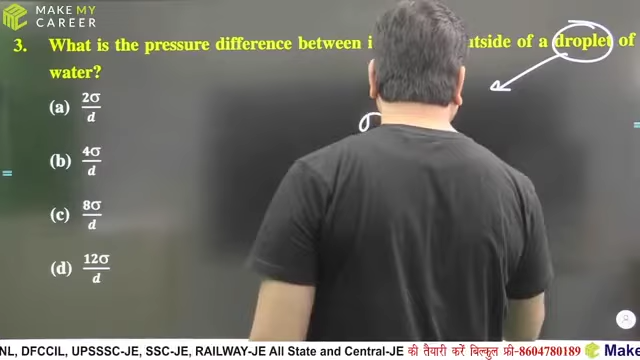 MAKE MY
CAREER
3. What is the pressure difference between i utside of a droplet of
water?
(a) 2σ/d
(b) 4σ/d
(c) 8σ/d
(d) 12σ/d
NL, DFCCIL, UPSSSC-JE, SSC-JE, RAILWAY-JE All State and Central-JE की तैयारी करें बिल्कुल फ्री-8604780189 Make